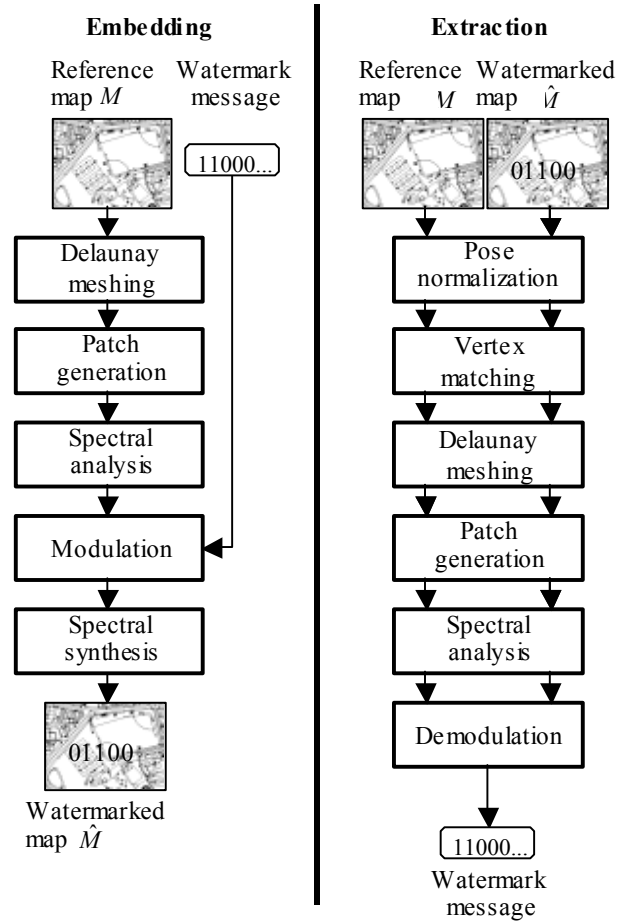 Embedding
Reference
map M
Watermark
message
11000...
Delaunay
meshing
Patch
generation
Spectral
analysis
Modulation
Spectral
synthesis
01100
Watermarked
map M̂
Extraction
Reference
map M
Watermarked
map M̂
01100
Pose
normalization
Vertex
matching
Delaunay
meshing
Patch
generation
Spectral
analysis
Demodulation
11000...
Watermark
message